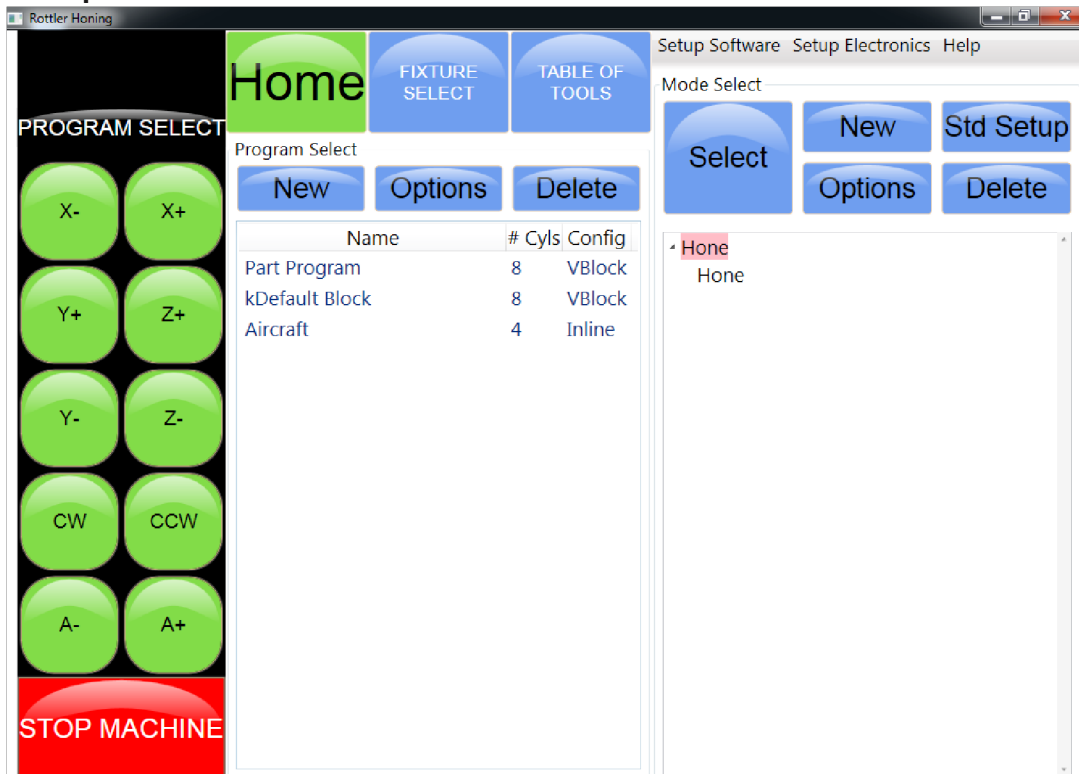 Rottler Honing
PROGRAM SELECT
X-
X+
Y+
Z+
Y-
Z-
CW
CCW
A-
A+
STOP MACHINE
Home
FIXTURE
SELECT
TABLE OF
TOOLS
Program Select
New
Options
Delete
Name # Cyls Config
Part Program 8 VBlock
kDefault Block 8 VBlock
Aircraft 4 Inline
Setup Software Setup Electronics Help
Mode Select
Select
New
Std Setup
Options
Delete
Hone
Hone